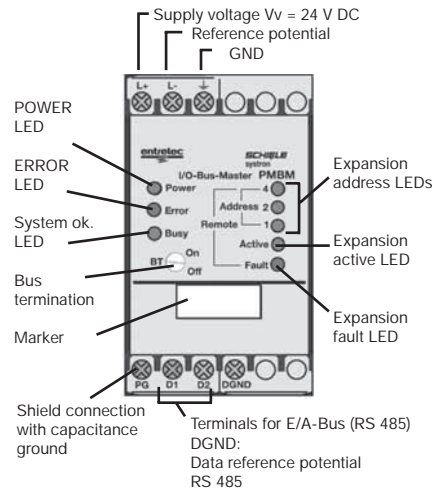 Supply voltage Vv = 24 V DC
Reference potential
GND
L+ L-
entrelec
SCHIELE
systron
I/O-Bus-Master PMBM
POWER
LED
ERROR
LED
System ok.
LED
Bus
termination
Marker
Power
Error
Busy
BT
On
Off
4
Address 2
1
Remote
Active
Fault
Expansion
address LEDs
Expansion
active LED
Expansion
fault LED
PG D1 D2 DGND
Shield connection
with capacitance
ground
Terminals for E/A-Bus (RS 485)
DGND:
Data reference potential
RS 485